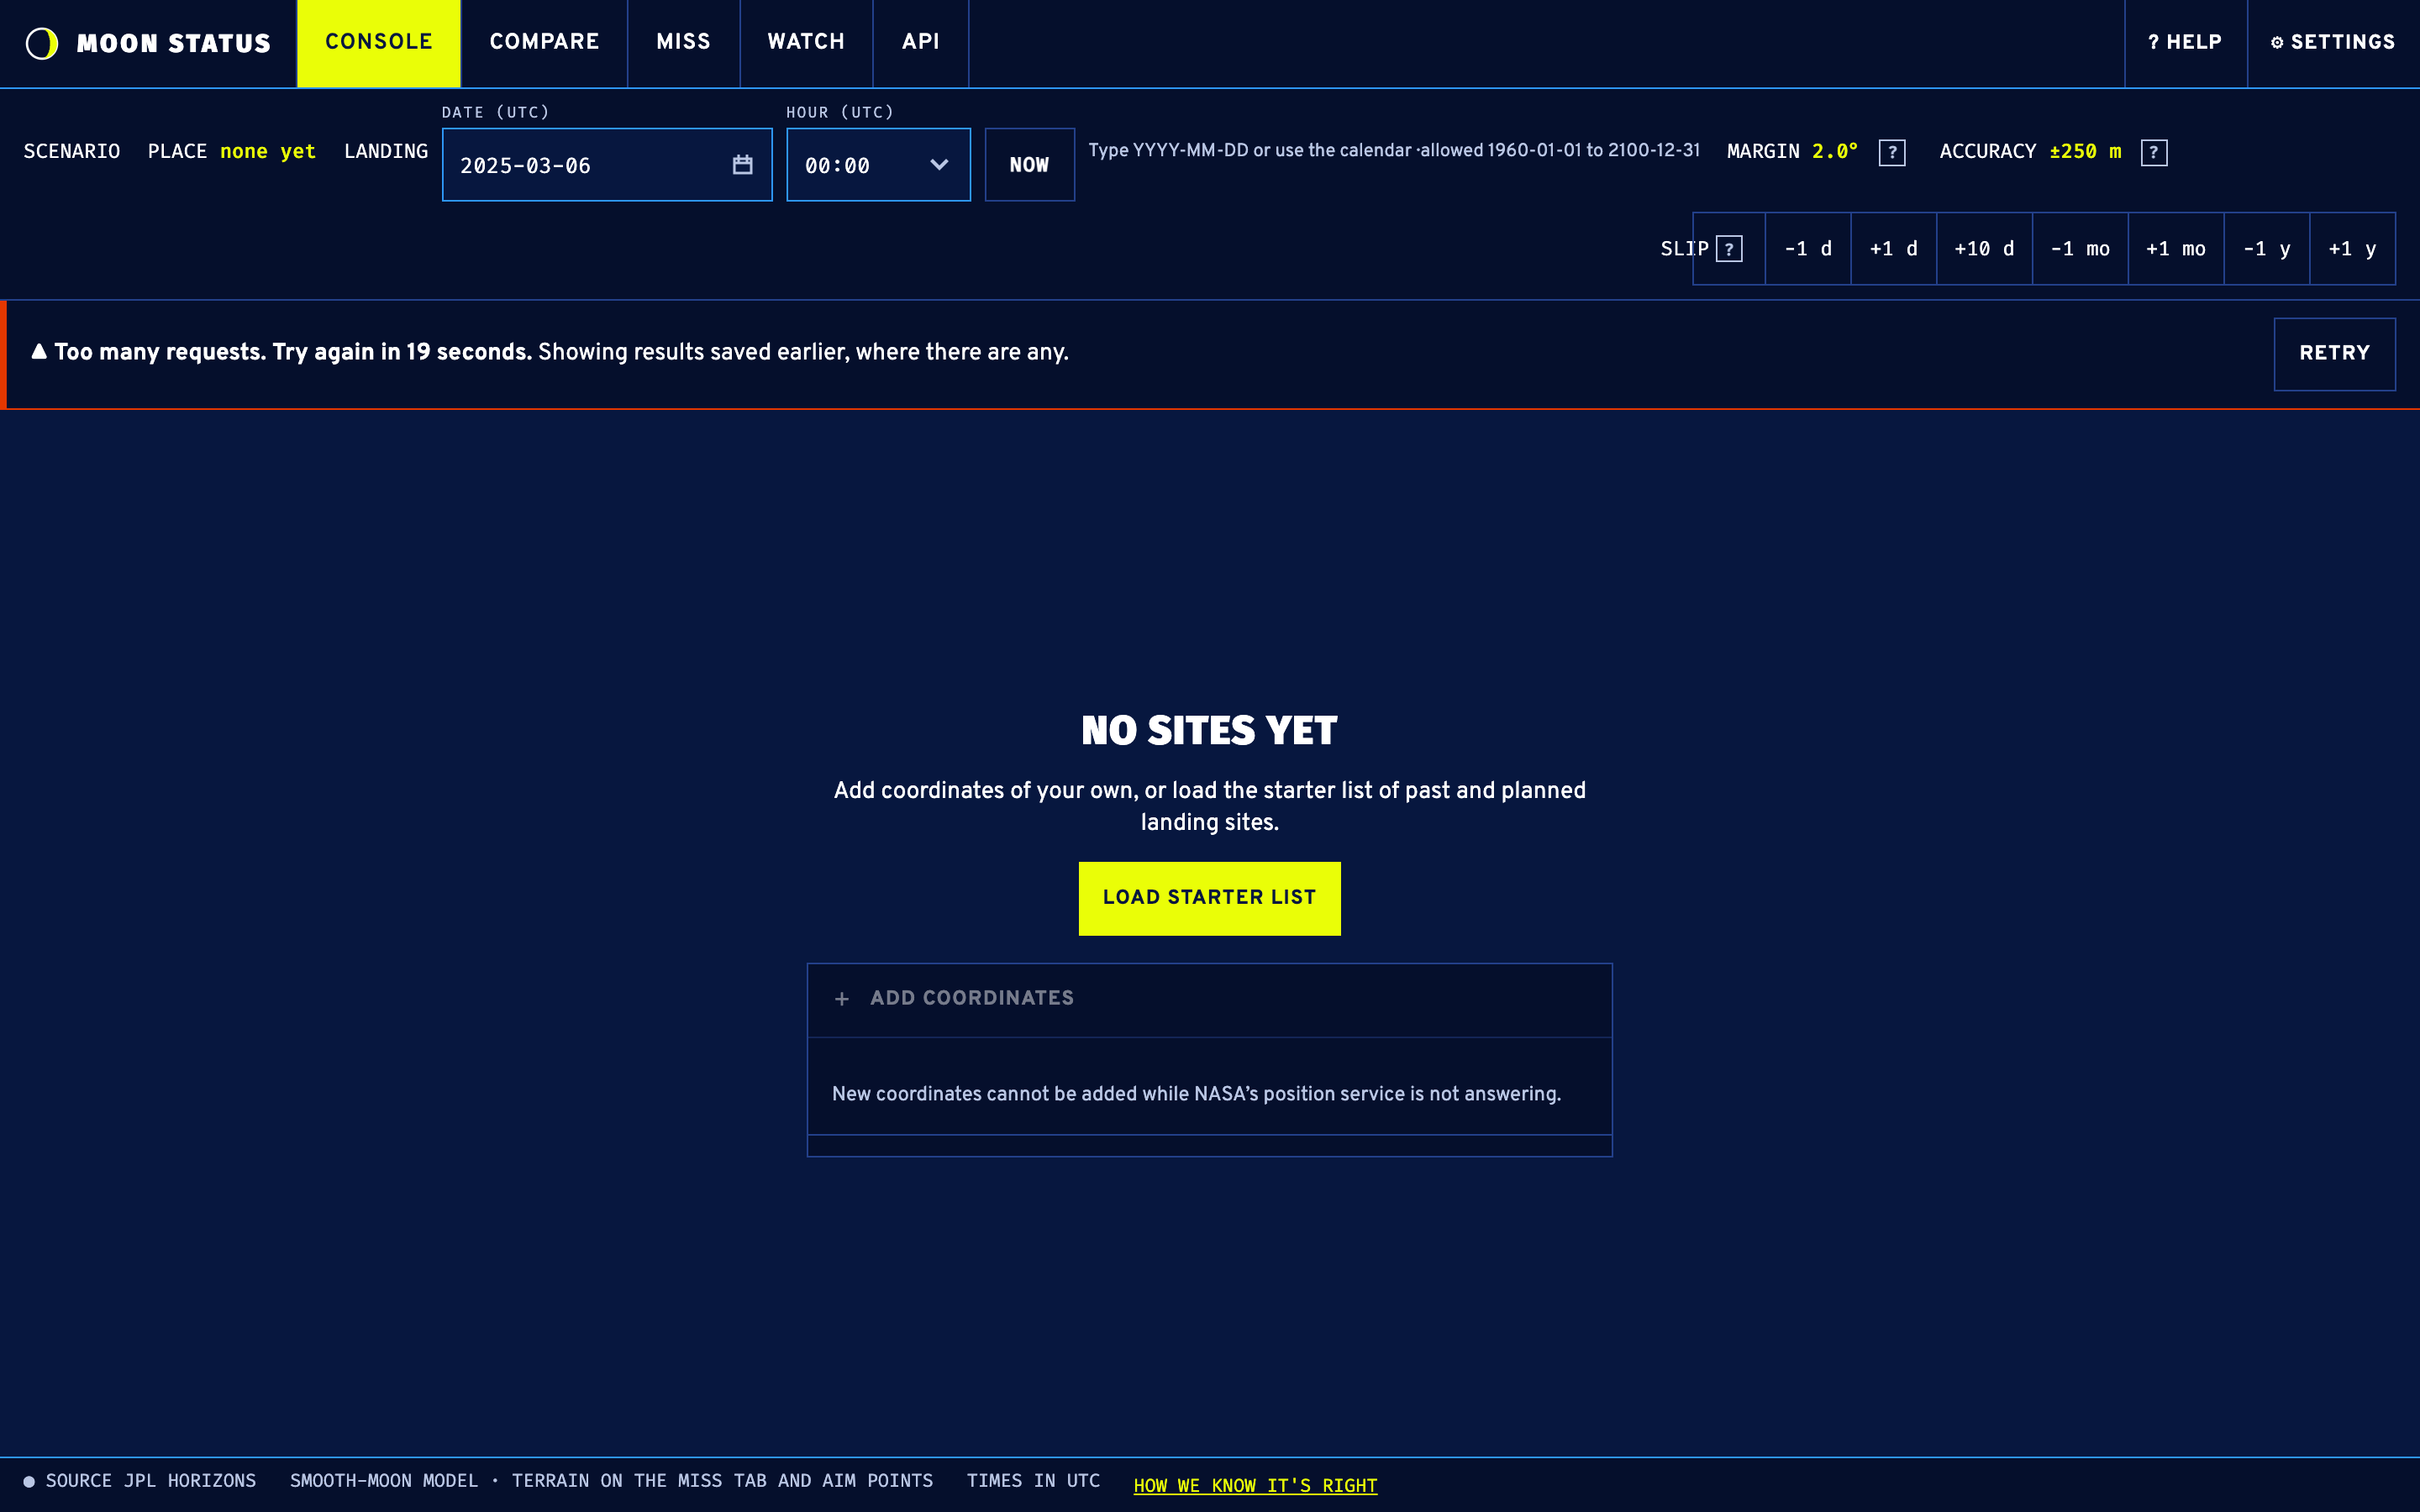 MOON STATUS
CONSOLE
COMPARE
MISS
WATCH
API
? HELP
⚙ SETTINGS
DATE (UTC)
HOUR (UTC)
SCENARIO PLACE none yet LANDING
2025-03-06
00:00
NOW
Type YYYY-MM-DD or use the calendar ·allowed 1960-01-01 to 2100-12-31
MARGIN 2.0° ?
ACCURACY ±250 m ?
SLIP ?
-1 d
+1 d
+10 d
-1 mo
+1 mo
-1 y
+1 y
▲ Too many requests. Try again in 19 seconds. Showing results saved earlier, where there are any.
RETRY
NO SITES YET
Add coordinates of your own, or load the starter list of past and planned
landing sites.
LOAD STARTER LIST
+ ADD COORDINATES
New coordinates cannot be added while NASA’s position service is not answering.
● SOURCE JPL HORIZONS
SMOOTH-MOON MODEL · TERRAIN ON THE MISS TAB AND AIM POINTS
TIMES IN UTC
HOW WE KNOW IT'S RIGHT